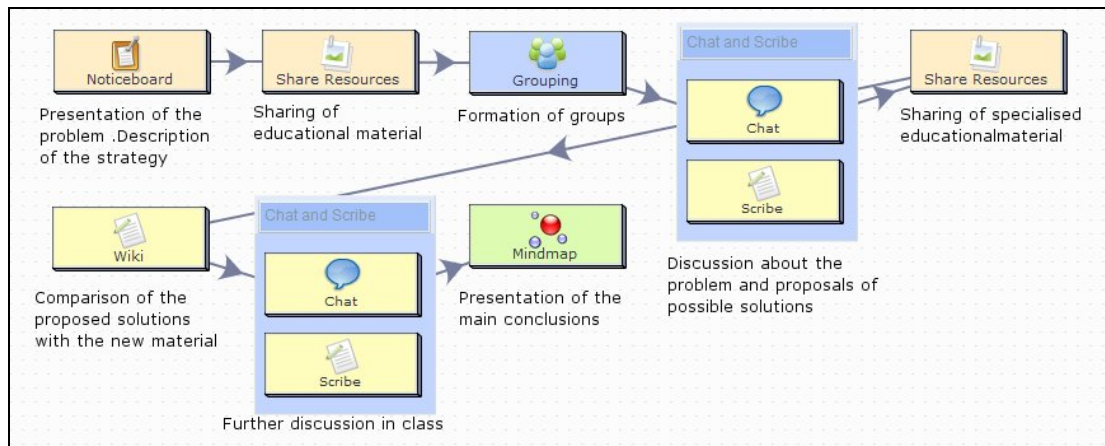 Noticeboard
Presentation of the
problem .Description
of the strategy
Share Resources
Sharing of
educational material
Grouping
Formation of groups
Chat and Scribe
Chat
Scribe
Discussion about the
problem and proposals of
possible solutions
Share Resources
Sharing of specialised
educationalmaterial
Wiki
Comparison of the
proposed solutions
with the new material
Chat and Scribe
Chat
Scribe
Further discussion in class
Mindmap
Presentation of the
main conclusions